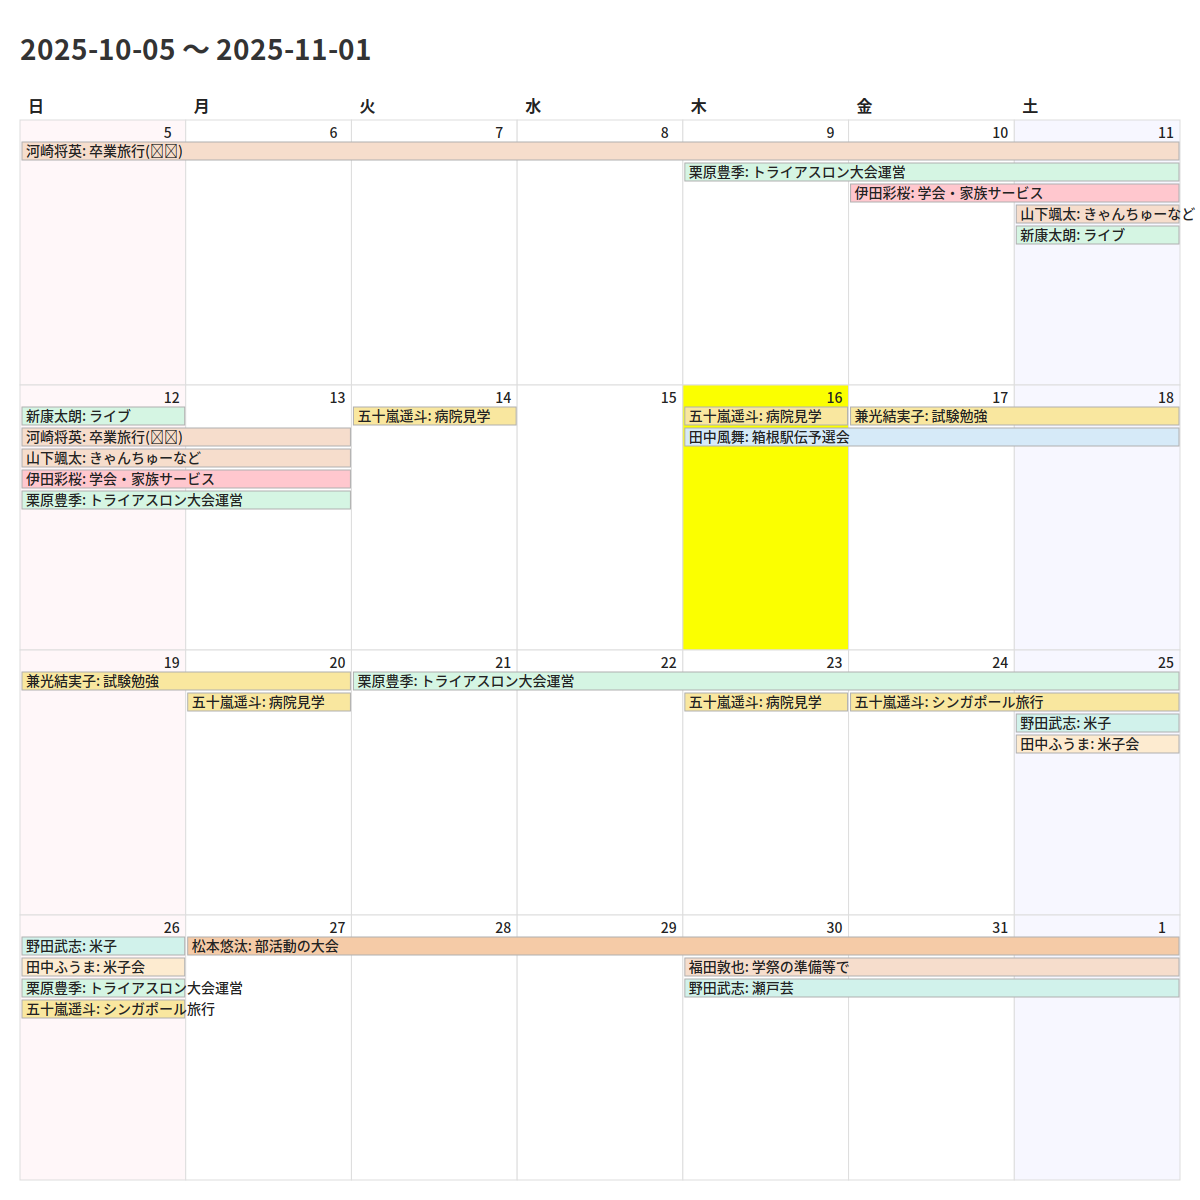 2025-10-05 〜 2025-11-01
日 月 火 水 木 金 土
5 6 7 8 9 10 11
河崎将英: 卒業旅行(☒☒)
栗原豊季: トライアスロン大会運営
伊田彩桜: 学会・家族サービス
山下颯太: きゃんちゅーなど
新康太朗: ライブ
12 13 14 15 16 17 18
新康太朗: ライブ 五十嵐遥斗: 病院見学 五十嵐遥斗: 病院見学 兼光結実子: 試験勉強
河崎将英: 卒業旅行(☒☒) 田中風舞: 箱根駅伝予選会
山下颯太: きゃんちゅーなど
伊田彩桜: 学会・家族サービス
栗原豊季: トライアスロン大会運営
19 20 21 22 23 24 25
兼光結実子: 試験勉強 栗原豊季: トライアスロン大会運営
五十嵐遥斗: 病院見学 五十嵐遥斗: 病院見学 五十嵐遥斗: シンガポール旅行
野田武志: 米子
田中ふうま: 米子会
26 27 28 29 30 31 1
野田武志: 米子 松本悠汰: 部活動の大会
田中ふうま: 米子会 福田敦也: 学祭の準備等で
栗原豊季: トライアスロン大会運営 野田武志: 瀬戸芸
五十嵐遥斗: シンガポール旅行